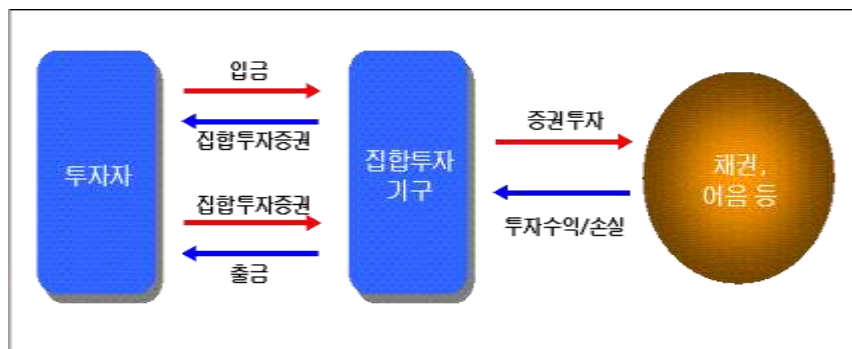 입금
집합투자증권
투자자
집합투자증권
출금
집합투자
기구
증권투자
투자수익/손실
채권,
어음 등